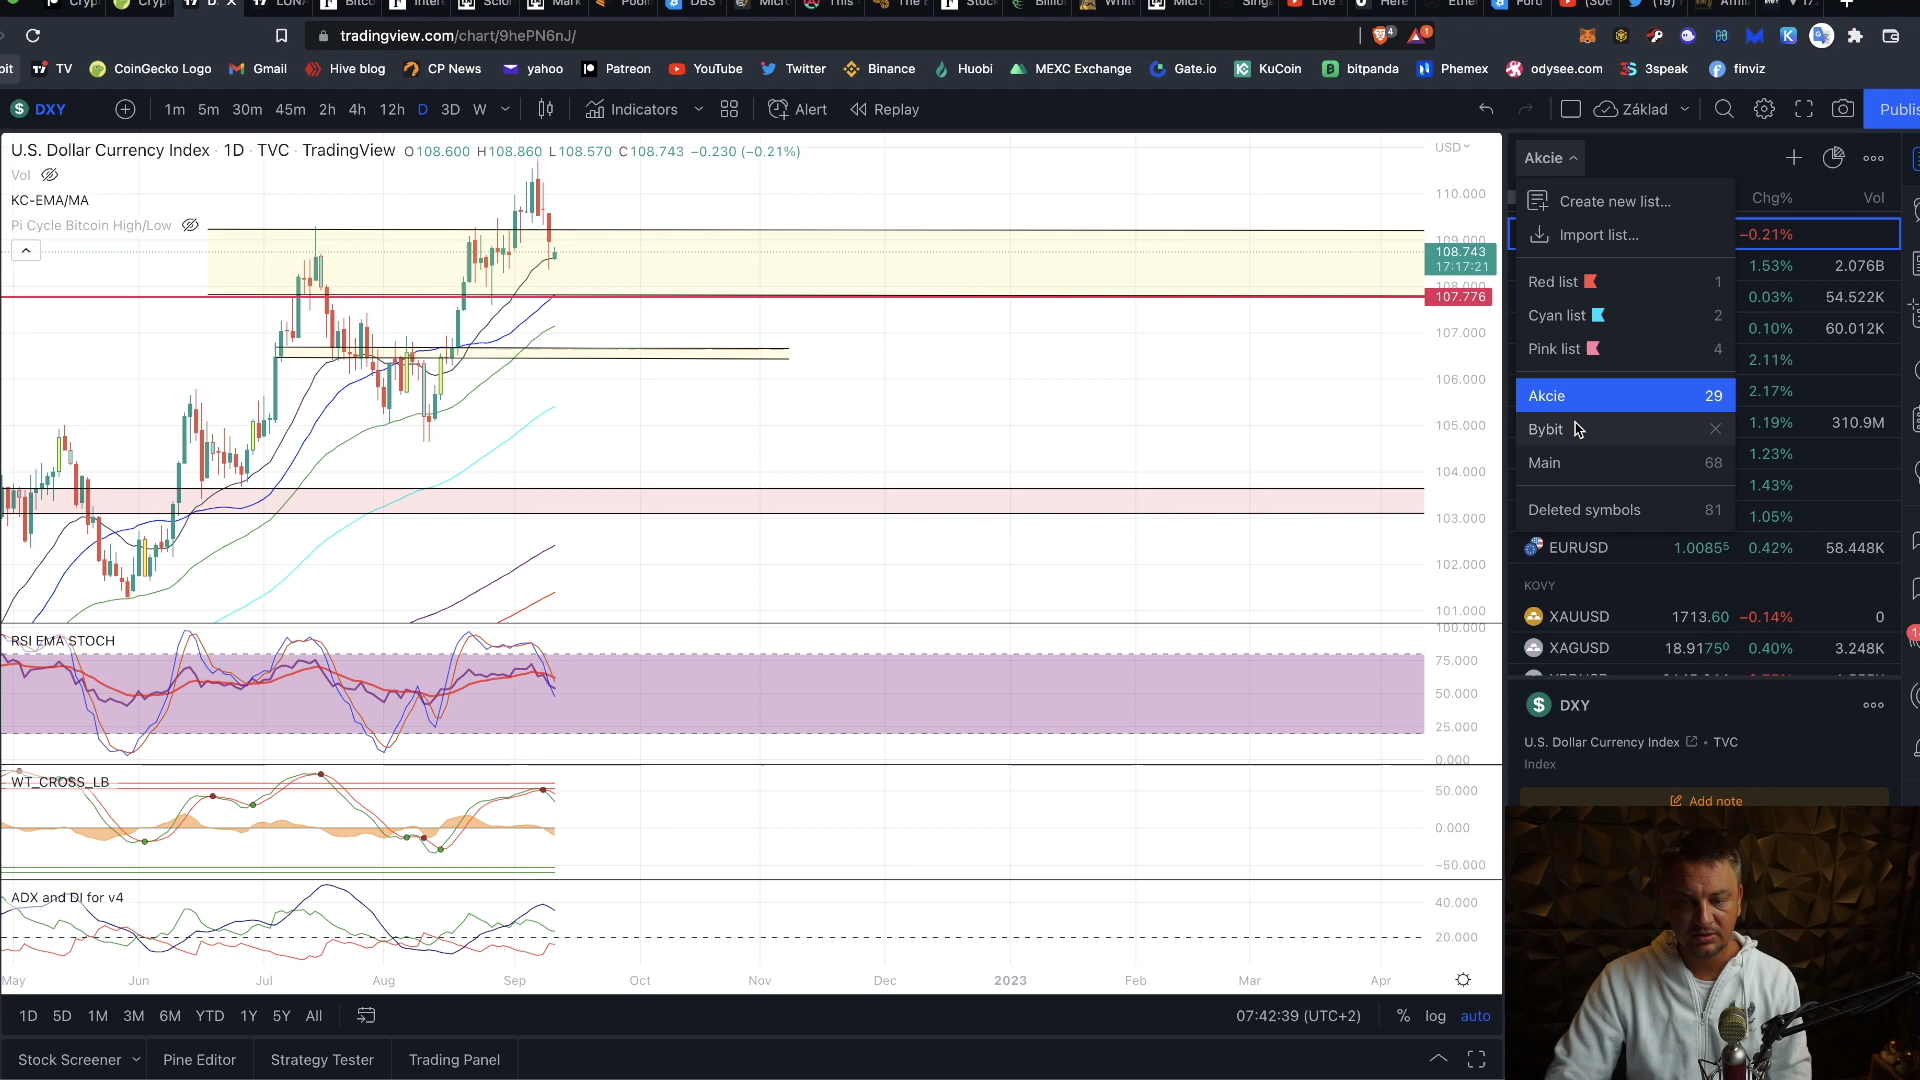 tradingview.com/chart/9hePN6nJ/
4
1
TV CoinGecko Logo Gmail Hive blog CP News yahoo Patreon YouTube Twitter Binance Huobi MEXC Exchange Gate.io KuCoin bitpanda Phemex odysee.com 3speak finviz
DXY 1m 5m 30m 45m 2h 4h 12h D 3D W Indicators Alert Replay Základ
U.S. Dollar Currency Index · 1D · TVC · TradingView O108.600 H108.860 L108.570 C108.743 −0.230 (−0.21%)
Vol
KC-EMA/MA
Pi Cycle Bitcoin High/Low
USD
110.000
109.000
108.743
17:17:21
108.000
107.776
107.000
106.000
105.000
104.000
103.000
102.000
101.000
RSI EMA STOCH
100.000
75.000
50.000
25.000
0.000
WT_CROSS_LB
50.000
0.000
−50.000
ADX and DI for v4
40.000
20.000
May Jun Jul Aug Sep Oct Nov Dec 2023 Feb Mar Apr
1D 5D 1M 3M 6M YTD 1Y 5Y All
07:42:39 (UTC+2) % log auto
Stock Screener Pine Editor Strategy Tester Trading Panel
Akcie
Chg% Vol
Create new list...
Import list...
Red list 1
Cyan list 2
Pink list 4
Akcie 29
Bybit
Main 68
Deleted symbols 81
−0.21%
1.53% 2.076B
0.03% 54.522K
0.10% 60.012K
2.11%
2.17%
1.19% 310.9M
1.23%
1.43%
1.05%
EURUSD 1.00855 0.42% 58.448K
KOVY
XAUUSD 1713.60 −0.14% 0
XAGUSD 18.91750 0.40% 3.248K
DXY
U.S. Dollar Currency Index • TVC
Index
Add note